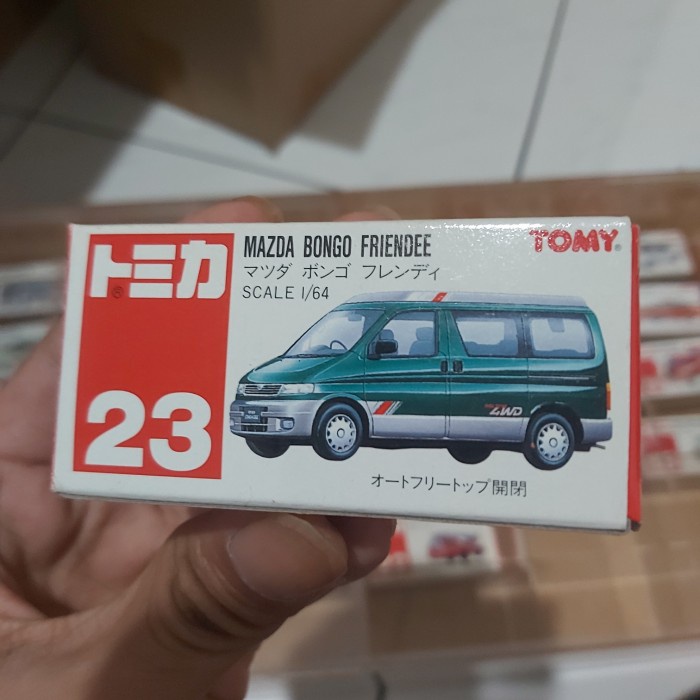 トミカ®
23
MAZDA BONGO FRIENDEE
マツダ ボンゴ フレンディ
SCALE 1/64
TOMY®
4WD
オートフリートップ開閉